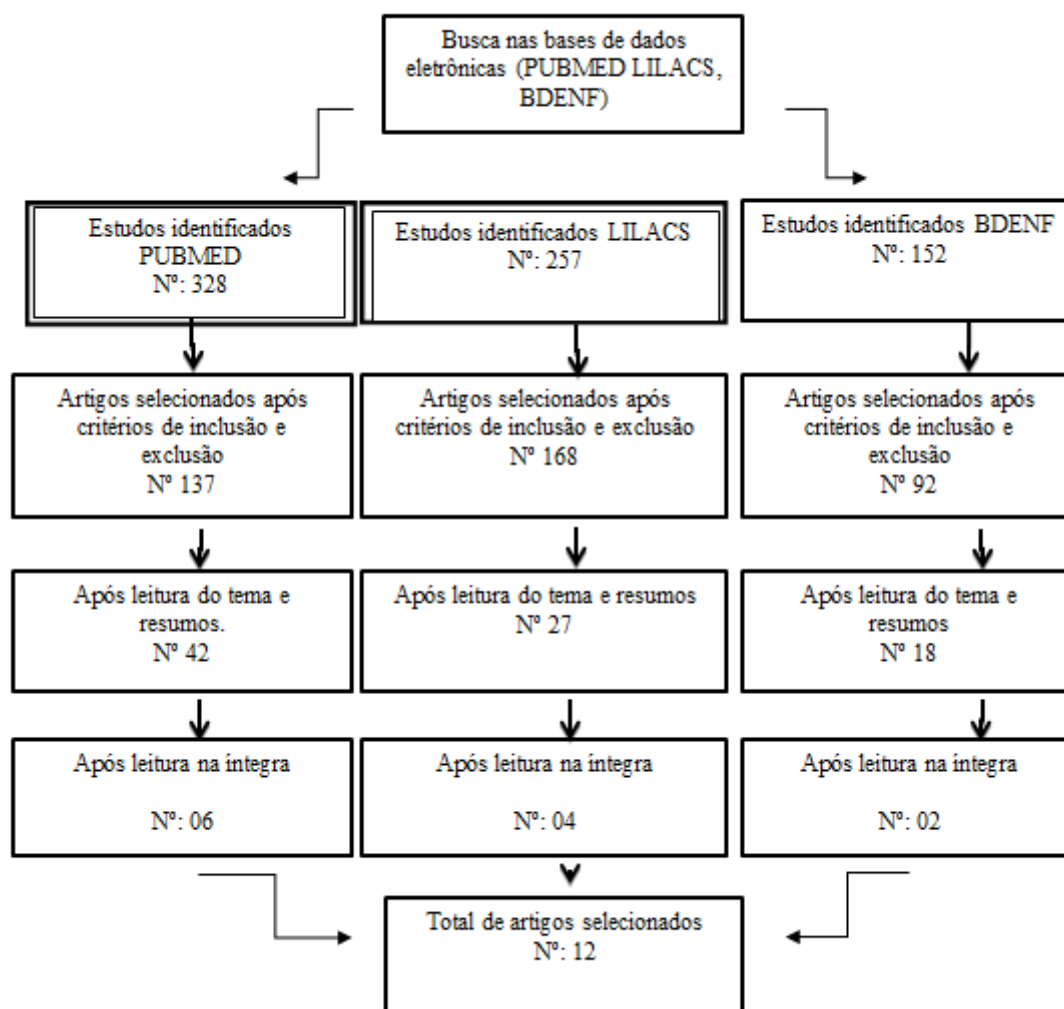 Busca nas bases de dados
eletrônicas (PUBMED LILACS,
BDENF)
Estudos identificados
PUBMED
Nº: 328
Estudos identificados LILACS
Nº: 257
Estudos identificados BDENF
Nº: 152
Artigos selecionados após
critérios de inclusão e
exclusão.
Nº 137
Artigos selecionados após
critérios de inclusão e exclusão
Nº 168
Artigos selecionados após
critérios de inclusão e
exclusão
Nº 92
Após leitura do tema e
resumos.
Nº 42
Após leitura do tema e resumos
Nº 27
Após leitura do tema e
resumos
Nº 18
Após leitura na integra
Nº: 06
Após leitura na integra
Nº: 04
Após leitura na integra
Nº: 02
Total de artigos selecionados
Nº: 12